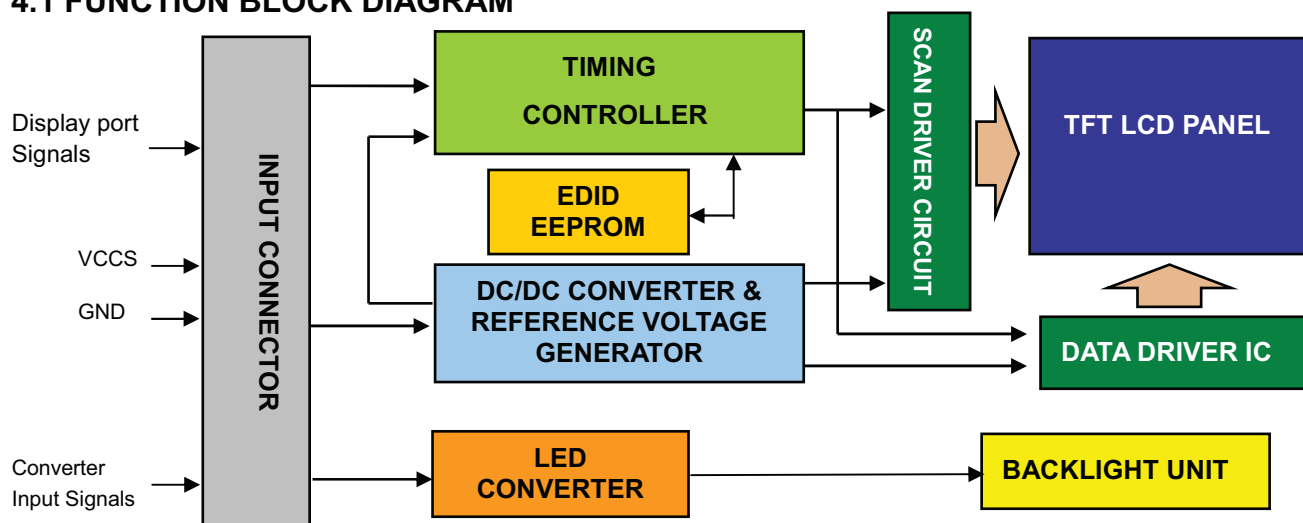 4.1 FUNCTION BLOCK DIAGRAM
Display port
Signals
VCCS
GND
Converter
Input Signals
INPUT CONNECTOR
TIMING
CONTROLLER
EDID
EEPROM
DC/DC CONVERTER &
REFERENCE VOLTAGE
GENERATOR
LED
CONVERTER
SCAN DRIVER CIRCUIT
TFT LCD PANEL
DATA DRIVER IC
BACKLIGHT UNIT